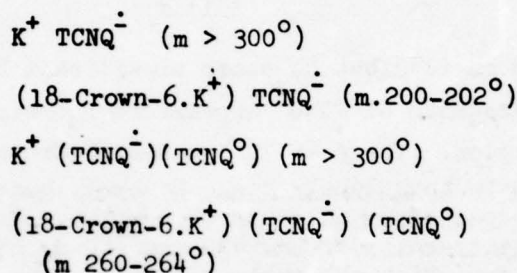 K⁺ TCNQ∸ (m > 300°)
(18-Crown-6.K⁺) TCNQ∸ (m.200-202°)
K⁺ (TCNQ∸)(TCNQ°) (m > 300°)
(18-Crown-6.K⁺) (TCNQ∸) (TCNQ°)
(m 260-264°)